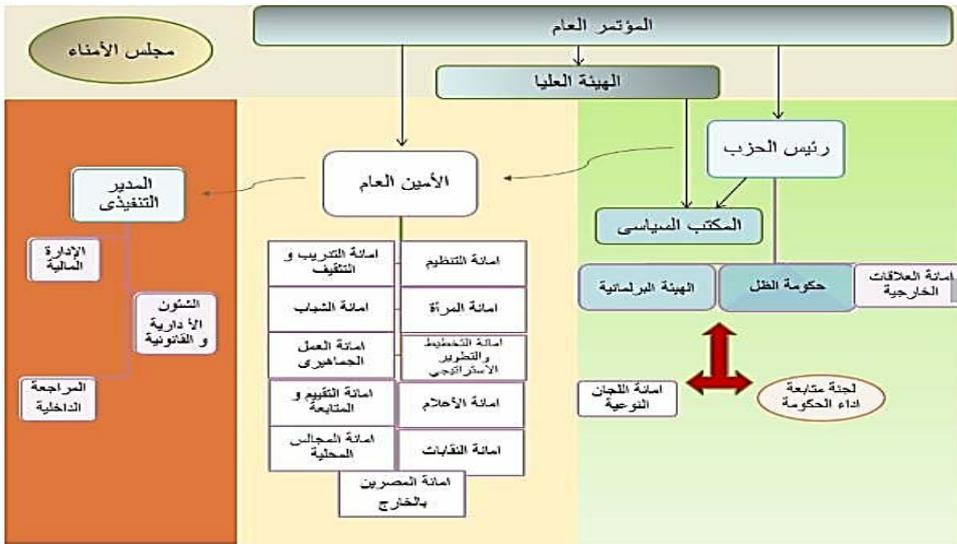 المؤتمر العام
مجلس الأمناء
الهيئة العليا
رئيس الحزب
الأمين العام
المدير
التنفيذى
المكتب السياسى
امانة العلاقات
الخارجية
حكومة الظل
الهيئة البرلمانية
لجنة متابعة
اداء الحكومة
امانة اللجان
النوعية
امانة التنظيم
امانة التدريب و
التثقيف
امانة المرأة
امانة الشباب
امانة التخطيط
والتطوير
الأستراتيجي
امانة العمل
الجماهيرى
امانة الأحلام
امانة التقييم و
المتابعة
امانة النقابات
امانة المجالس
المحلية
امانة المصرين
بالخارج
الإدارة
المالية
الشئون
الأدارية
و القانونية
المراجعة
الداخلية